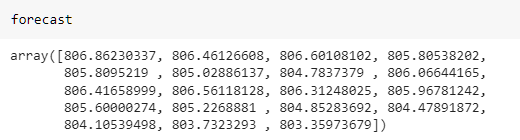 forecast
array([806.86230337, 806.46126608, 806.60108102, 805.80538202,
805.8095219 , 805.02886137, 804.7837379 , 806.06644165,
806.41658999, 806.56118128, 806.31248025, 805.96781242,
805.60000274, 805.2268881 , 804.85283692, 804.47891872,
804.10539498, 803.7323293 , 803.35973679])